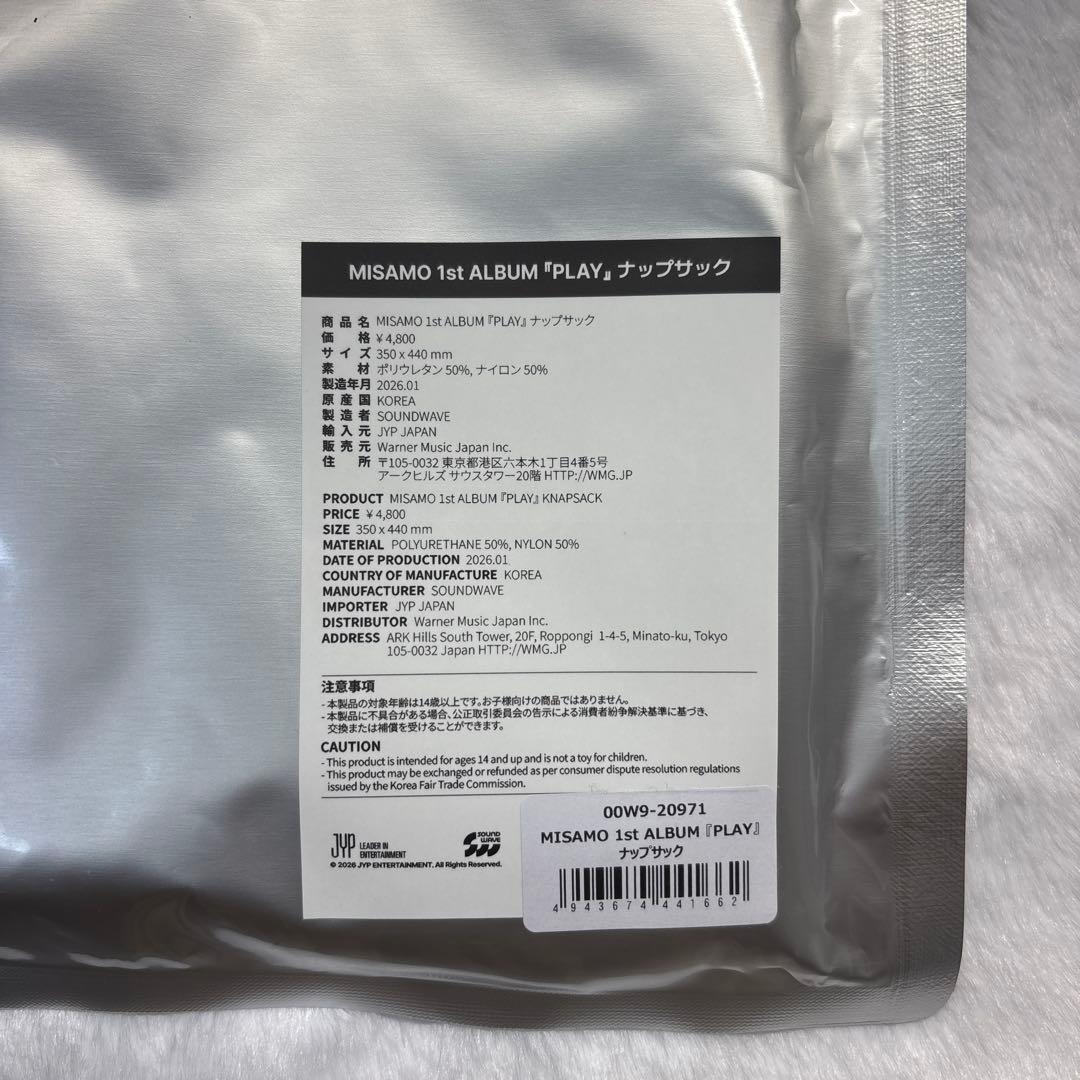 MISAMO 1st ALBUM『PLAY』ナップサック
商品名 MISAMO 1st ALBUM『PLAY』ナップサック
価格 ¥4,800
サイズ 350 x 440 mm
素材 ポリウレタン 50%, ナイロン 50%
製造年月 2026.01
原産国 KOREA
製造者 SOUNDWAVE
輸入元 JYP JAPAN
販売元 Warner Music Japan Inc.
住所 〒105-0032 東京都港区六本木1丁目4番5号
アークヒルズ サウスタワー20階 HTTP://WMG.JP
PRODUCT MISAMO 1st ALBUM『PLAY』KNAPSACK
PRICE ¥4,800
SIZE 350 x 440 mm
MATERIAL POLYURETHANE 50%, NYLON 50%
DATE OF PRODUCTION 2026.01
COUNTRY OF MANUFACTURE KOREA
MANUFACTURER SOUNDWAVE
IMPORTER JYP JAPAN
DISTRIBUTOR Warner Music Japan Inc.
ADDRESS ARK Hills South Tower, 20F, Roppongi 1-4-5, Minato-ku, Tokyo
105-0032 Japan HTTP://WMG.JP
注意事項
- 本製品の対象年齢は14歳以上です。お子様向けの商品ではありません。
- 本製品に不具合がある場合、公正取引委員会の告示による消費者紛争解決基準に基づき、
交換または補償を受けることができます。
CAUTION
- This product is intended for ages 14 and up and is not a toy for children.
- This product may be exchanged or refunded as per consumer dispute resolution regulations
issued by the Korea Fair Trade Commission.
JYP LEADER IN
ENTERTAINMENT
SOUND
WAVE
© 2026 JYP ENTERTAINMENT. All Rights Reserved.
00W9-20971
MISAMO 1st ALBUM『PLAY』
ナップサック
4943674441662